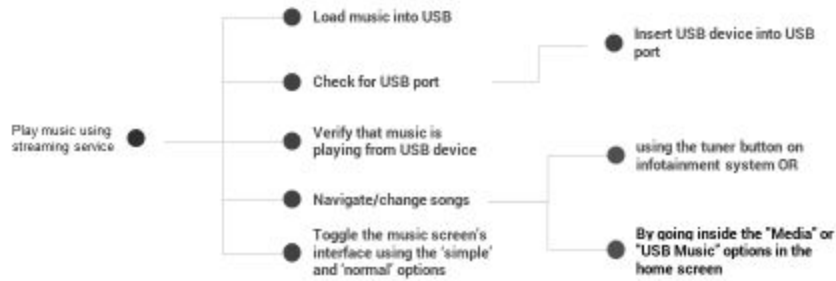 Play music using
streaming service
Load music into USB
Check for USB port
Verify that music is
playing from USB device
Navigate/change songs
Toggle the music screen's
interface using the 'simple'
and 'normal' options
Insert USB device into USB
port
using the tuner button on
infotainment system OR
By going inside the "Media" or
"USB Music" options in the
home screen